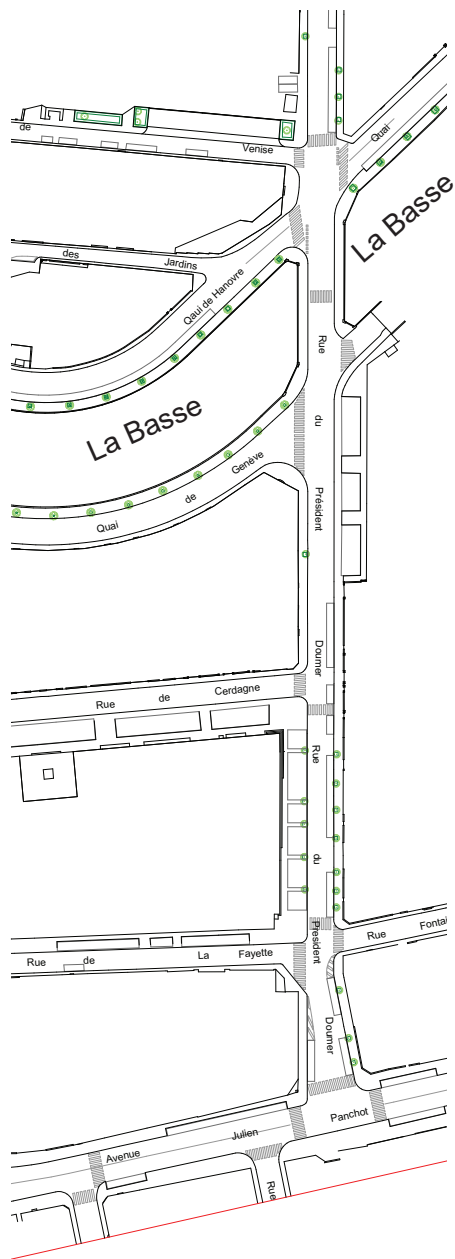 de
Venise
Quai
La Basse
des
Jardins
Qaui de Hanovre
Rue
La Basse
du
Genève
de
Quai
Président
Doumer
Rue
de
Cerdagne
Rue
du
President
Rue
Fontai
Rue
de
La
Fayette
Doumer
Panchot
Julien
Avenue
Rue